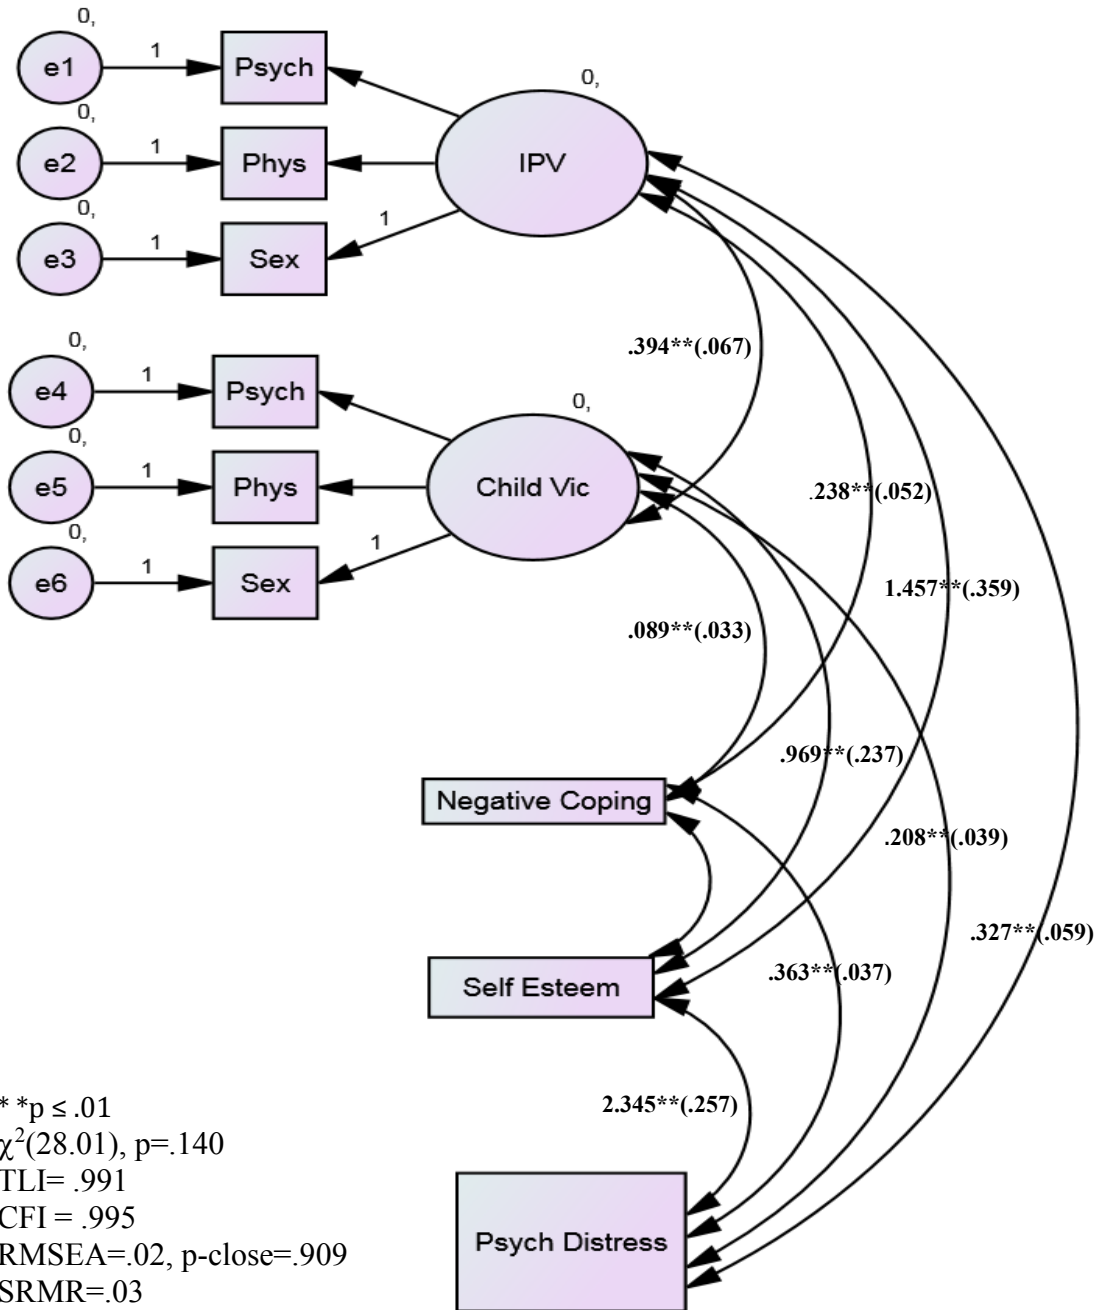 0,
e1
1
Psych
0,
IPV
0,
e2
1
Phys
0,
e3
1
Sex
1
.394**(.067)
0,
e4
1
Psych
0,
Child Vic
0,
e5
1
Phys
0,
e6
1
Sex
1
.238**(.052)
1.457**(.359)
.089**(.033)
.969**(.237)
Negative Coping
.208**(.039)
.327**(.059)
.363**(.037)
Self Esteem
2.345**(.257)
* *p ≤ .01
χ²(28.01), p=.140
TLI= .991
CFI = .995
RMSEA=.02, p-close=.909
SRMR=.03
Psych Distress